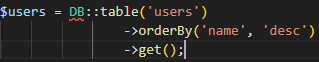 $users = DB::table('users')
->orderBy('name', 'desc')
->get();